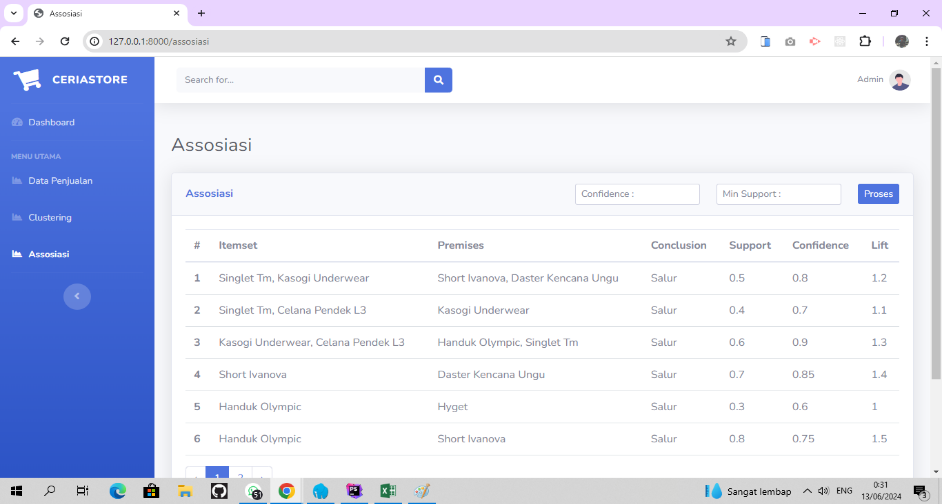 Assosiasi
127.0.0.1:8000/assosiasi
CERIASTORE
Search for...
Admin
Dashboard
MENU UTAMA
Data Penjualan
Clustering
Assosiasi
Assosiasi
Assosiasi
Confidence :
Min Support :
Proses
# Itemset Premises Conclusion Support Confidence Lift
1 Singlet Tm, Kasogi Underwear Short Ivanova, Daster Kencana Ungu Salur 0.5 0.8 1.2
2 Singlet Tm, Celana Pendek L3 Kasogi Underwear Salur 0.4 0.7 1.1
3 Kasogi Underwear, Celana Pendek L3 Handuk Olympic, Singlet Tm Salur 0.6 0.9 1.3
4 Short Ivanova Daster Kencana Ungu Salur 0.7 0.85 1.4
5 Handuk Olympic Hyget Salur 0.3 0.6 1
6 Handuk Olympic Short Ivanova Salur 0.8 0.75 1.5
1 2
51
PS
Sangat lembap
ENG
0:31
13/06/2024
3